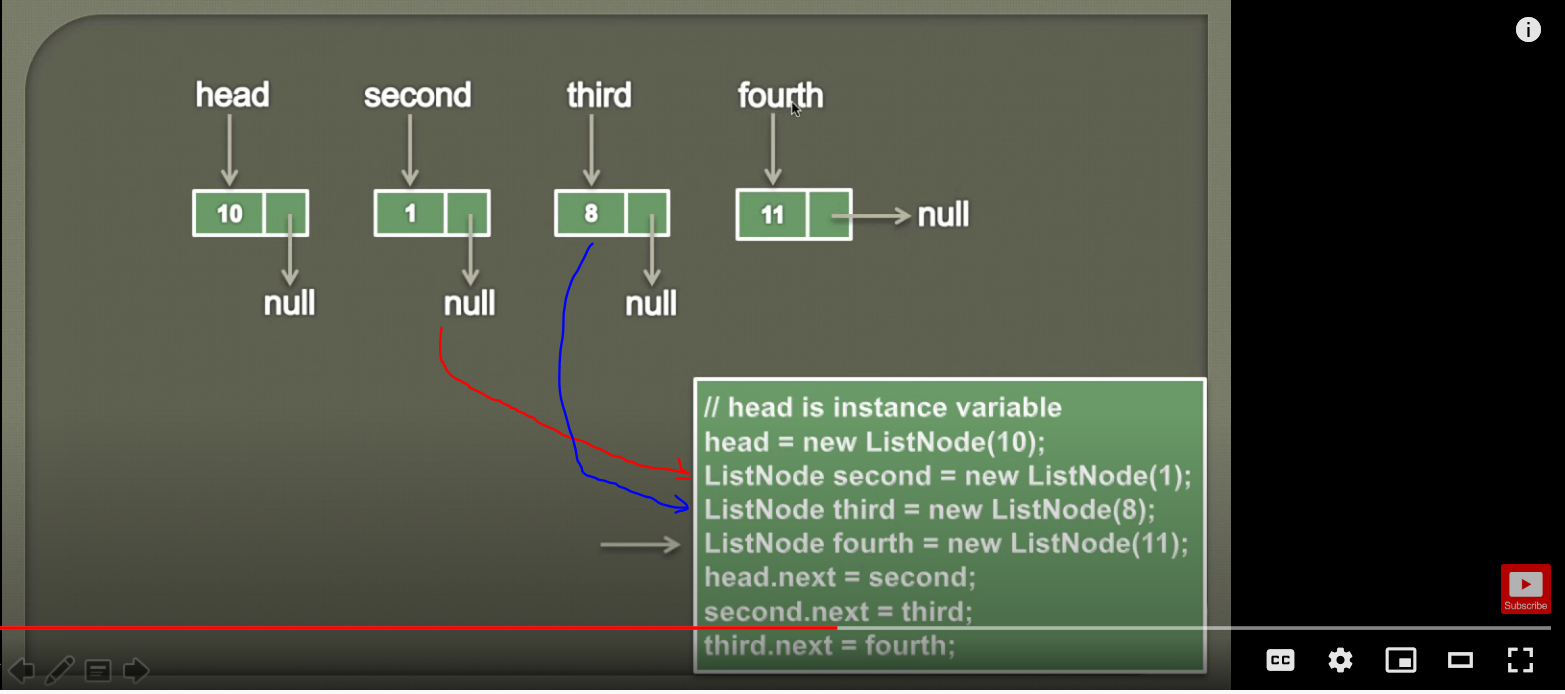 head second third fourth
10 1 8 11 null
null null null
// head is instance variable
head = new ListNode(10);
ListNode second = new ListNode(1);
ListNode third = new ListNode(8);
ListNode fourth = new ListNode(11);
head.next = second;
second.next = third;
third.next = fourth;
Subscribe
CC
i